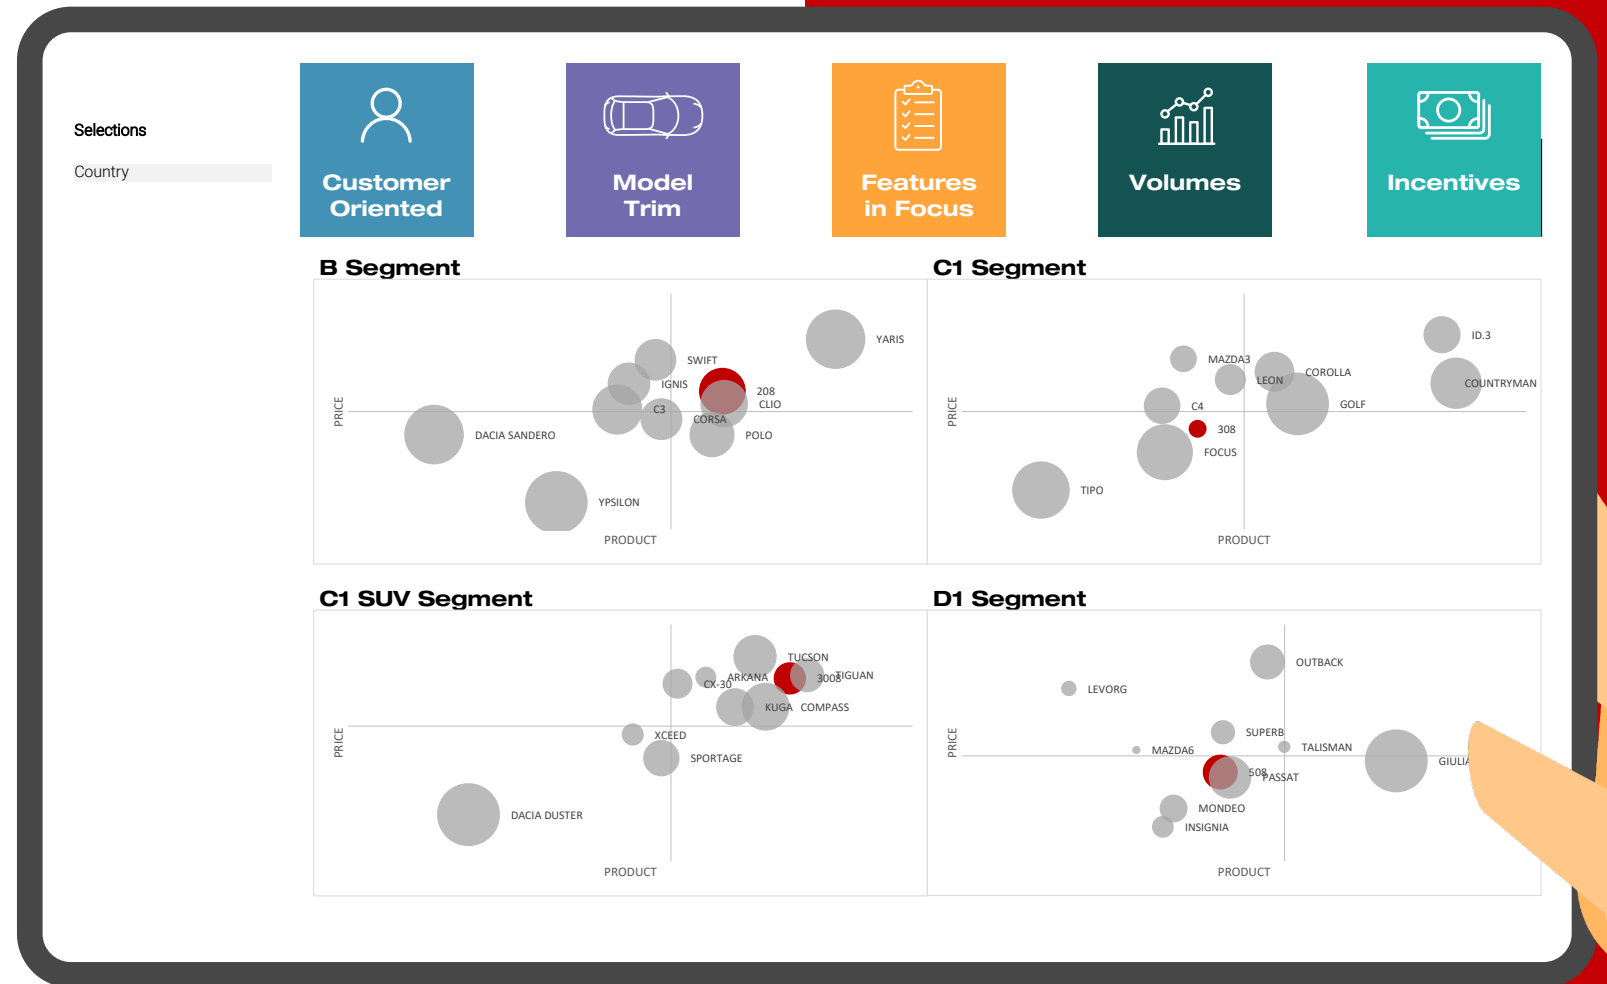 Selections
Country
Customer
Oriented
Model
Trim
Features
in Focus
Volumes
Incentives
B Segment
YARIS
SWIFT
IGNIS
208
CLIO
C3
CORSA
POLO
DACIA SANDERO
YPSILON
PRICE
PRODUCT
C1 Segment
ID.3
MAZDA3
COROLLA
LEON
COUNTRYMAN
GOLF
C4
308
FOCUS
TIPO
PRICE
PRODUCT
C1 SUV Segment
TUCSON
TIGUAN
3008
ARKANA
CX-30
KUGA
COMPASS
XCEED
SPORTAGE
DACIA DUSTER
PRICE
PRODUCT
D1 Segment
OUTBACK
LEVORG
SUPERB
TALISMAN
MAZDA6
GIULIA
508
PASSAT
MONDEO
INSIGNIA
PRICE
PRODUCT